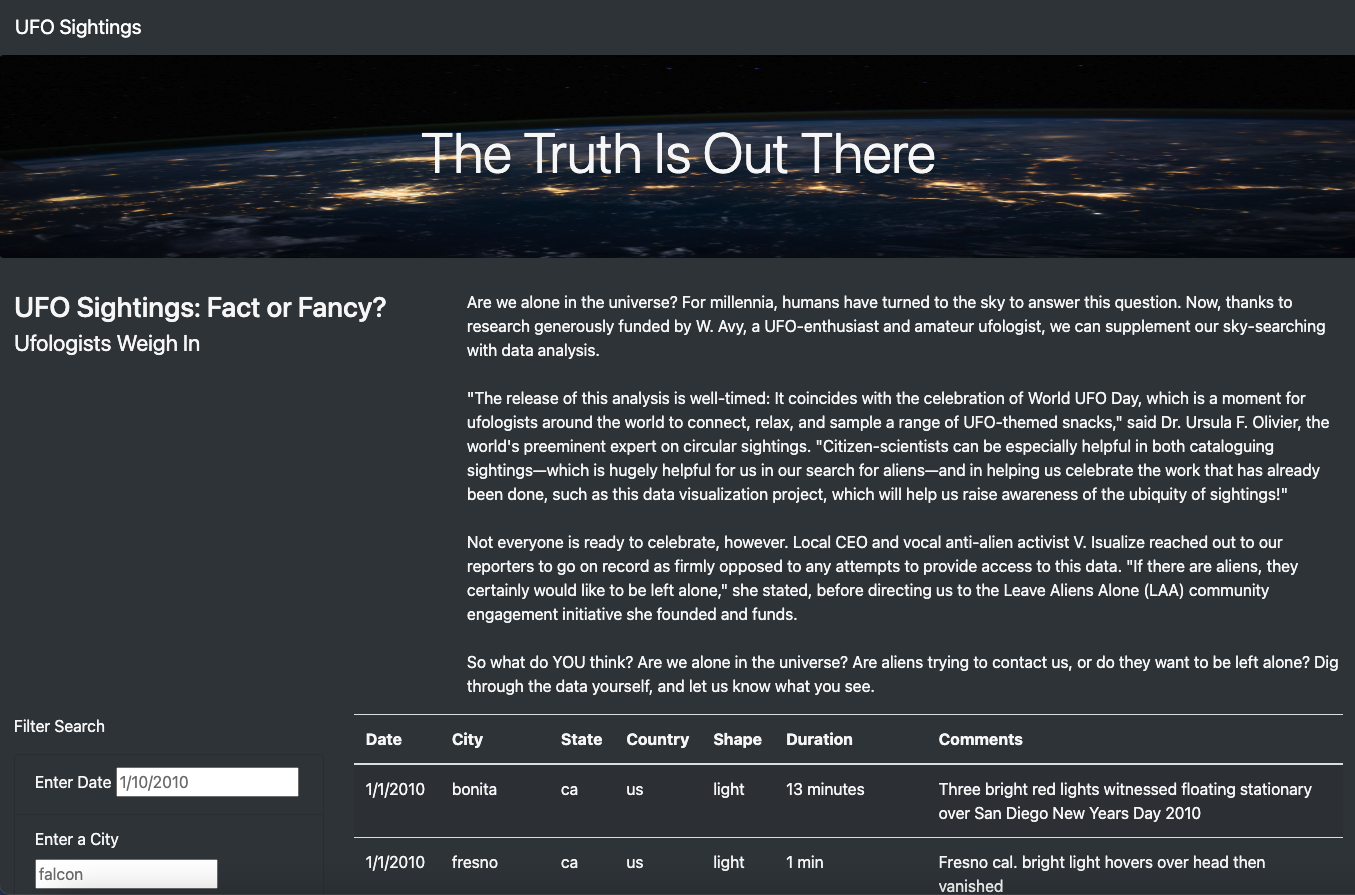 UFO Sightings
The Truth Is Out There
UFO Sightings: Fact or Fancy?
Ufologists Weigh In
Are we alone in the universe? For millennia, humans have turned to the sky to answer this question. Now, thanks to
research generously funded by W. Avy, a UFO-enthusiast and amateur ufologist, we can supplement our sky-searching
with data analysis.
"The release of this analysis is well-timed: It coincides with the celebration of World UFO Day, which is a moment for
ufologists around the world to connect, relax, and sample a range of UFO-themed snacks," said Dr. Ursula F. Olivier, the
world's preeminent expert on circular sightings. "Citizen-scientists can be especially helpful in both cataloguing
sightings—which is hugely helpful for us in our search for aliens—and in helping us celebrate the work that has already
been done, such as this data visualization project, which will help us raise awareness of the ubiquity of sightings!"
Not everyone is ready to celebrate, however. Local CEO and vocal anti-alien activist V. Isualize reached out to our
reporters to go on record as firmly opposed to any attempts to provide access to this data. "If there are aliens, they
certainly would like to be left alone," she stated, before directing us to the Leave Aliens Alone (LAA) community
engagement initiative she founded and funds.
So what do YOU think? Are we alone in the universe? Are aliens trying to contact us, or do they want to be left alone? Dig
through the data yourself, and let us know what you see.
Filter Search
Enter Date 1/10/2010
Enter a City
falcon
Date City State Country Shape Duration Comments
1/1/2010 bonita ca us light 13 minutes Three bright red lights witnessed floating stationary
over San Diego New Years Day 2010
1/1/2010 fresno ca us light 1 min Fresno cal. bright light hovers over head then
vanished